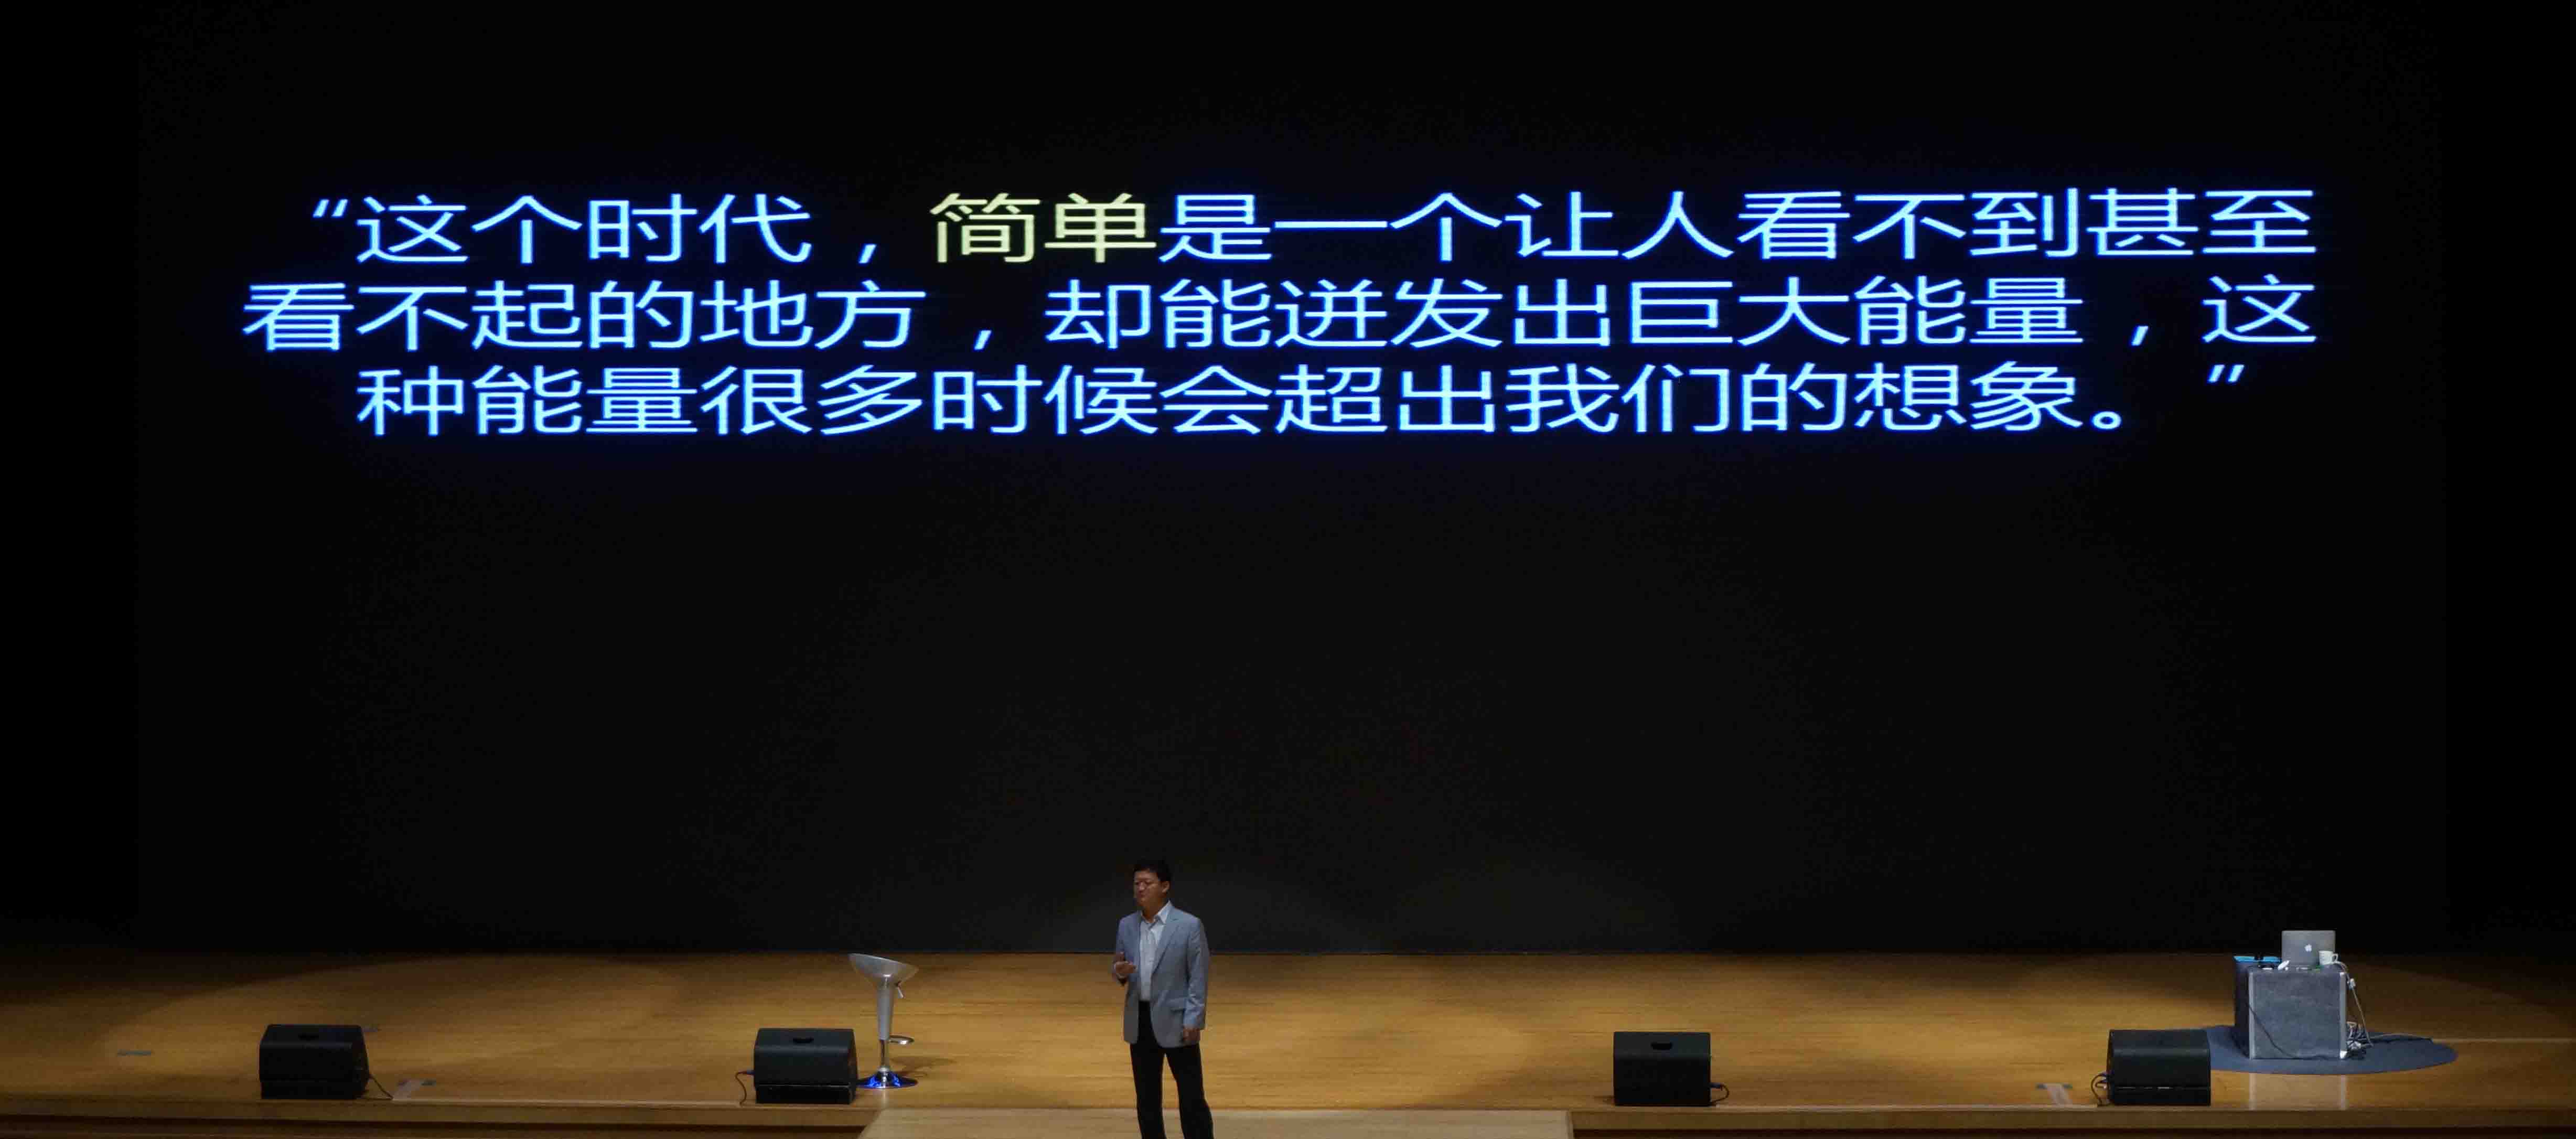 “这个时代，简单是一个让人看不到甚至
看不起的地方，却能迸发出巨大能量，这
种能量很多时候会超出我们的想象。”